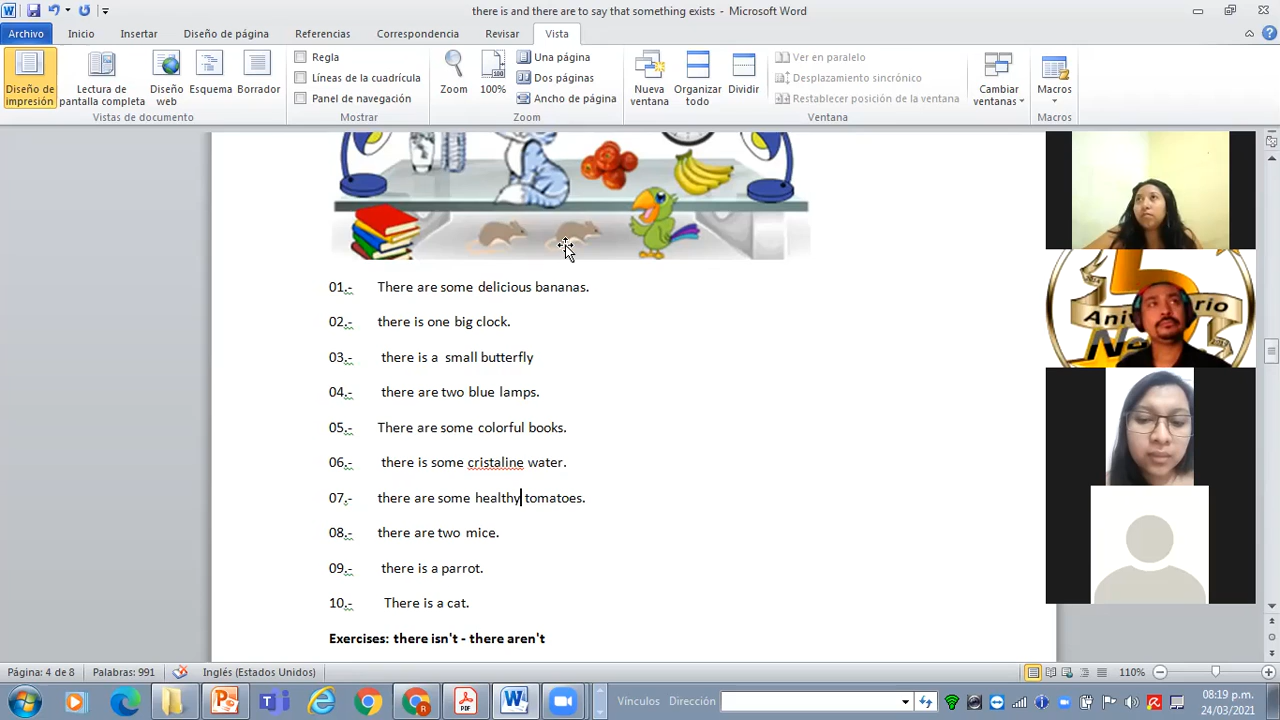 there is and there are to say that something exists - Microsoft Word
Archivo Inicio Insertar Diseño de página Referencias Correspondencia Revisar Vista
Diseño de impresión
Lectura de pantalla completa
Diseño web
Esquema
Borrador
Vistas de documento
Regla
Líneas de la cuadrícula
Panel de navegación
Mostrar
Zoom
100%
Una página
Dos páginas
Ancho de página
Zoom
Nueva ventana
Organizar todo
Dividir
Ver en paralelo
Desplazamiento sincrónico
Restablecer posición de la ventana
Ventana
Cambiar ventanas
Macros
Macros
01.- There are some delicious bananas.
02.- there is one big clock.
03.- there is a small butterfly
04.- there are two blue lamps.
05.- There are some colorful books.
06.- there is some cristaline water.
07.- there are some healthy tomatoes.
08.- there are two mice.
09.- there is a parrot.
10.- There is a cat.
Exercises: there isn't - there aren't
Página: 4 de 8 Palabras: 991 Inglés (Estados Unidos) 110%
Vínculos Dirección
08:19 p.m.
24/03/2021